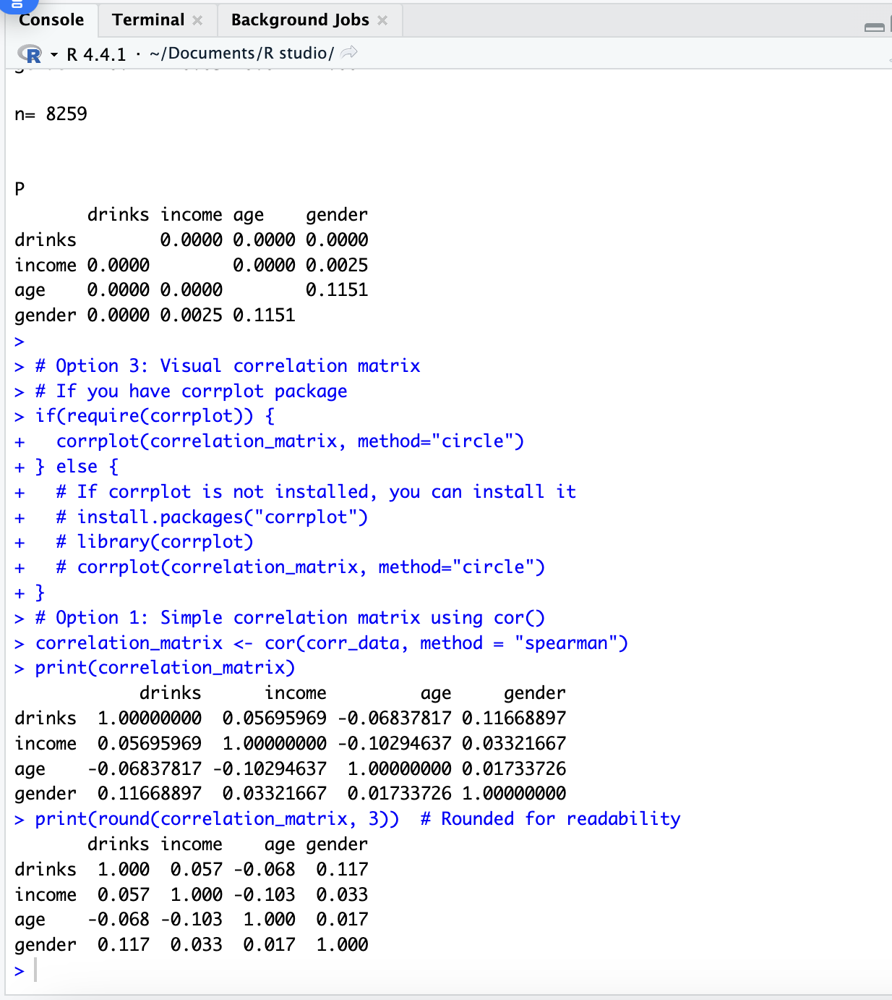 Console Terminal Background Jobs
R 4.4.1 · ~/Documents/R studio/
n= 8259
P
       drinks income age    gender
drinks        0.0000 0.0000 0.0000
income 0.0000        0.0000 0.0025
age    0.0000 0.0000        0.1151
gender 0.0000 0.0025 0.1151
>
> # Option 3: Visual correlation matrix
> # If you have corrplot package
> if(require(corrplot)) {
+   corrplot(correlation_matrix, method="circle")
+ } else {
+   # If corrplot is not installed, you can install it
+   # install.packages("corrplot")
+   # library(corrplot)
+   # corrplot(correlation_matrix, method="circle")
+ }
> # Option 1: Simple correlation matrix using cor()
> correlation_matrix <- cor(corr_data, method = "spearman")
> print(correlation_matrix)
            drinks      income         age     gender
drinks  1.00000000  0.05695969 -0.06837817 0.11668897
income  0.05695969  1.00000000 -0.10294637 0.03321667
age    -0.06837817 -0.10294637  1.00000000 0.01733726
gender  0.11668897  0.03321667  0.01733726 1.00000000
> print(round(correlation_matrix, 3))  # Rounded for readability
       drinks income    age gender
drinks  1.000  0.057 -0.068  0.117
income  0.057  1.000 -0.103  0.033
age    -0.068 -0.103  1.000  0.017
gender  0.117  0.033  0.017  1.000
>